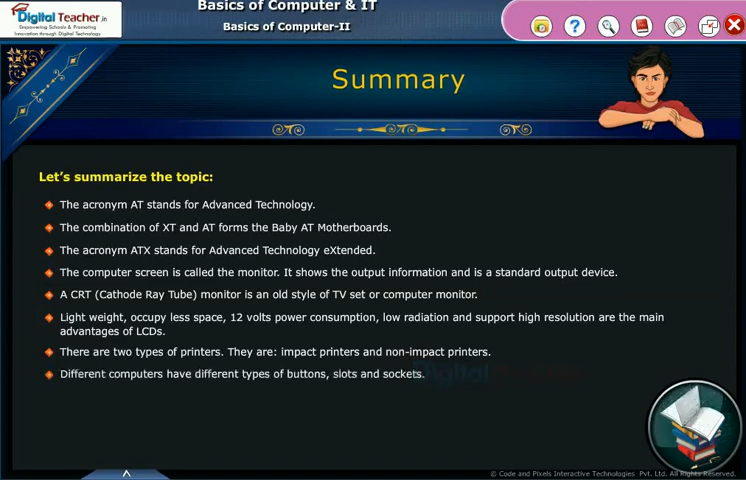 Digital Teacher.in
Empowering Schools & Promoting
Innovation through Digital Technology
Basics of Computer & IT
Basics of Computer-II
Summary
Let's summarize the topic:
The acronym AT stands for Advanced Technology.
The combination of XT and AT forms the Baby AT Motherboards.
The acronym ATX stands for Advanced Technology eXtended.
The computer screen is called the monitor. It shows the output information and is a standard output device.
A CRT (Cathode Ray Tube) monitor is an old style of TV set or computer monitor.
Light weight, occupy less space, 12 volts power consumption, low radiation and support high resolution are the main
advantages of LCDs.
There are two types of printers. They are: impact printers and non-impact printers.
Different computers have different types of buttons, slots and sockets.
Digital Teacher
© Code and Pixels Interactive Technologies Pvt. Ltd. All Rights Reserved.